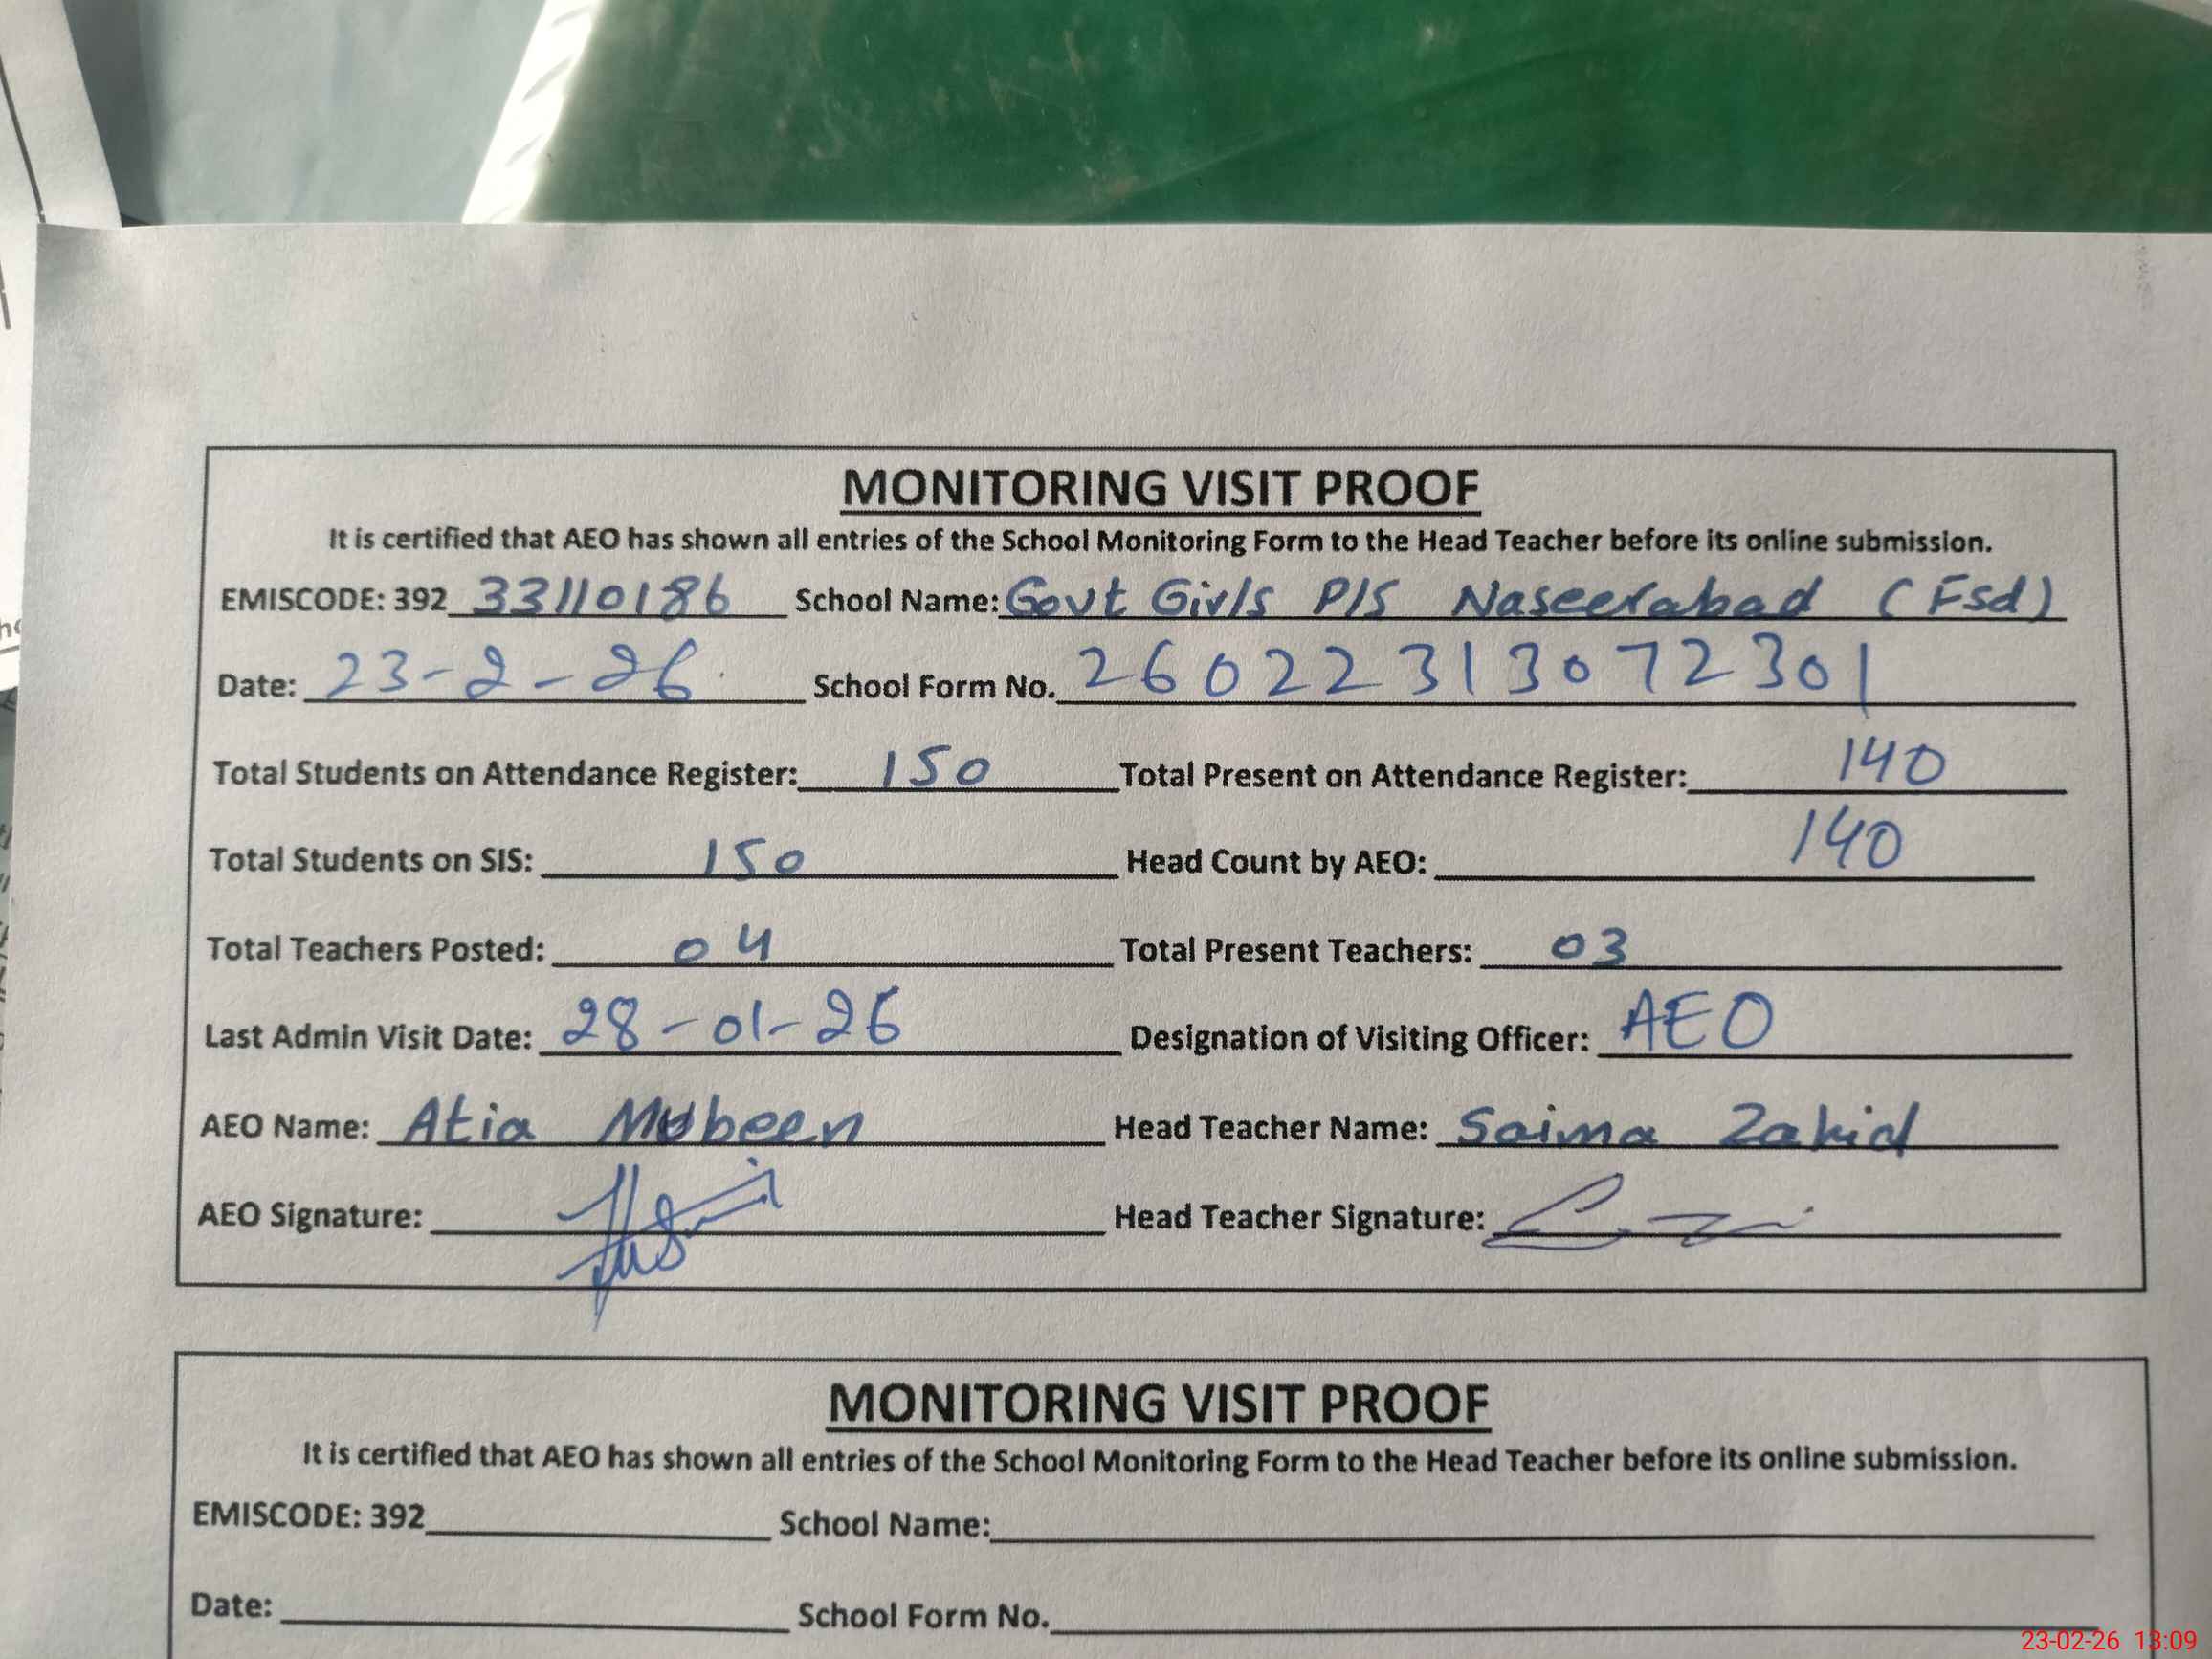 MONITORING VISIT PROOF
It is certified that AEO has shown all entries of the School Monitoring Form to the Head Teacher before its online submission.
EMISCODE: 392 33110186 School Name: Govt Girls P/S Naseerabad (Fsd)
Date: 23-2-26 School Form No. 26022313072301
Total Students on Attendance Register: 150 Total Present on Attendance Register: 140
Total Students on SIS: 150 Head Count by AEO: 140
Total Teachers Posted: 04 Total Present Teachers: 03
Last Admin Visit Date: 28-01-26 Designation of Visiting Officer: AEO
AEO Name: Atia Mubeen Head Teacher Name: Saima Zahid
AEO Signature: Head Teacher Signature:
MONITORING VISIT PROOF
It is certified that AEO has shown all entries of the School Monitoring Form to the Head Teacher before its online submission.
EMISCODE: 392 School Name:
Date: School Form No.
23-02-26 13:09